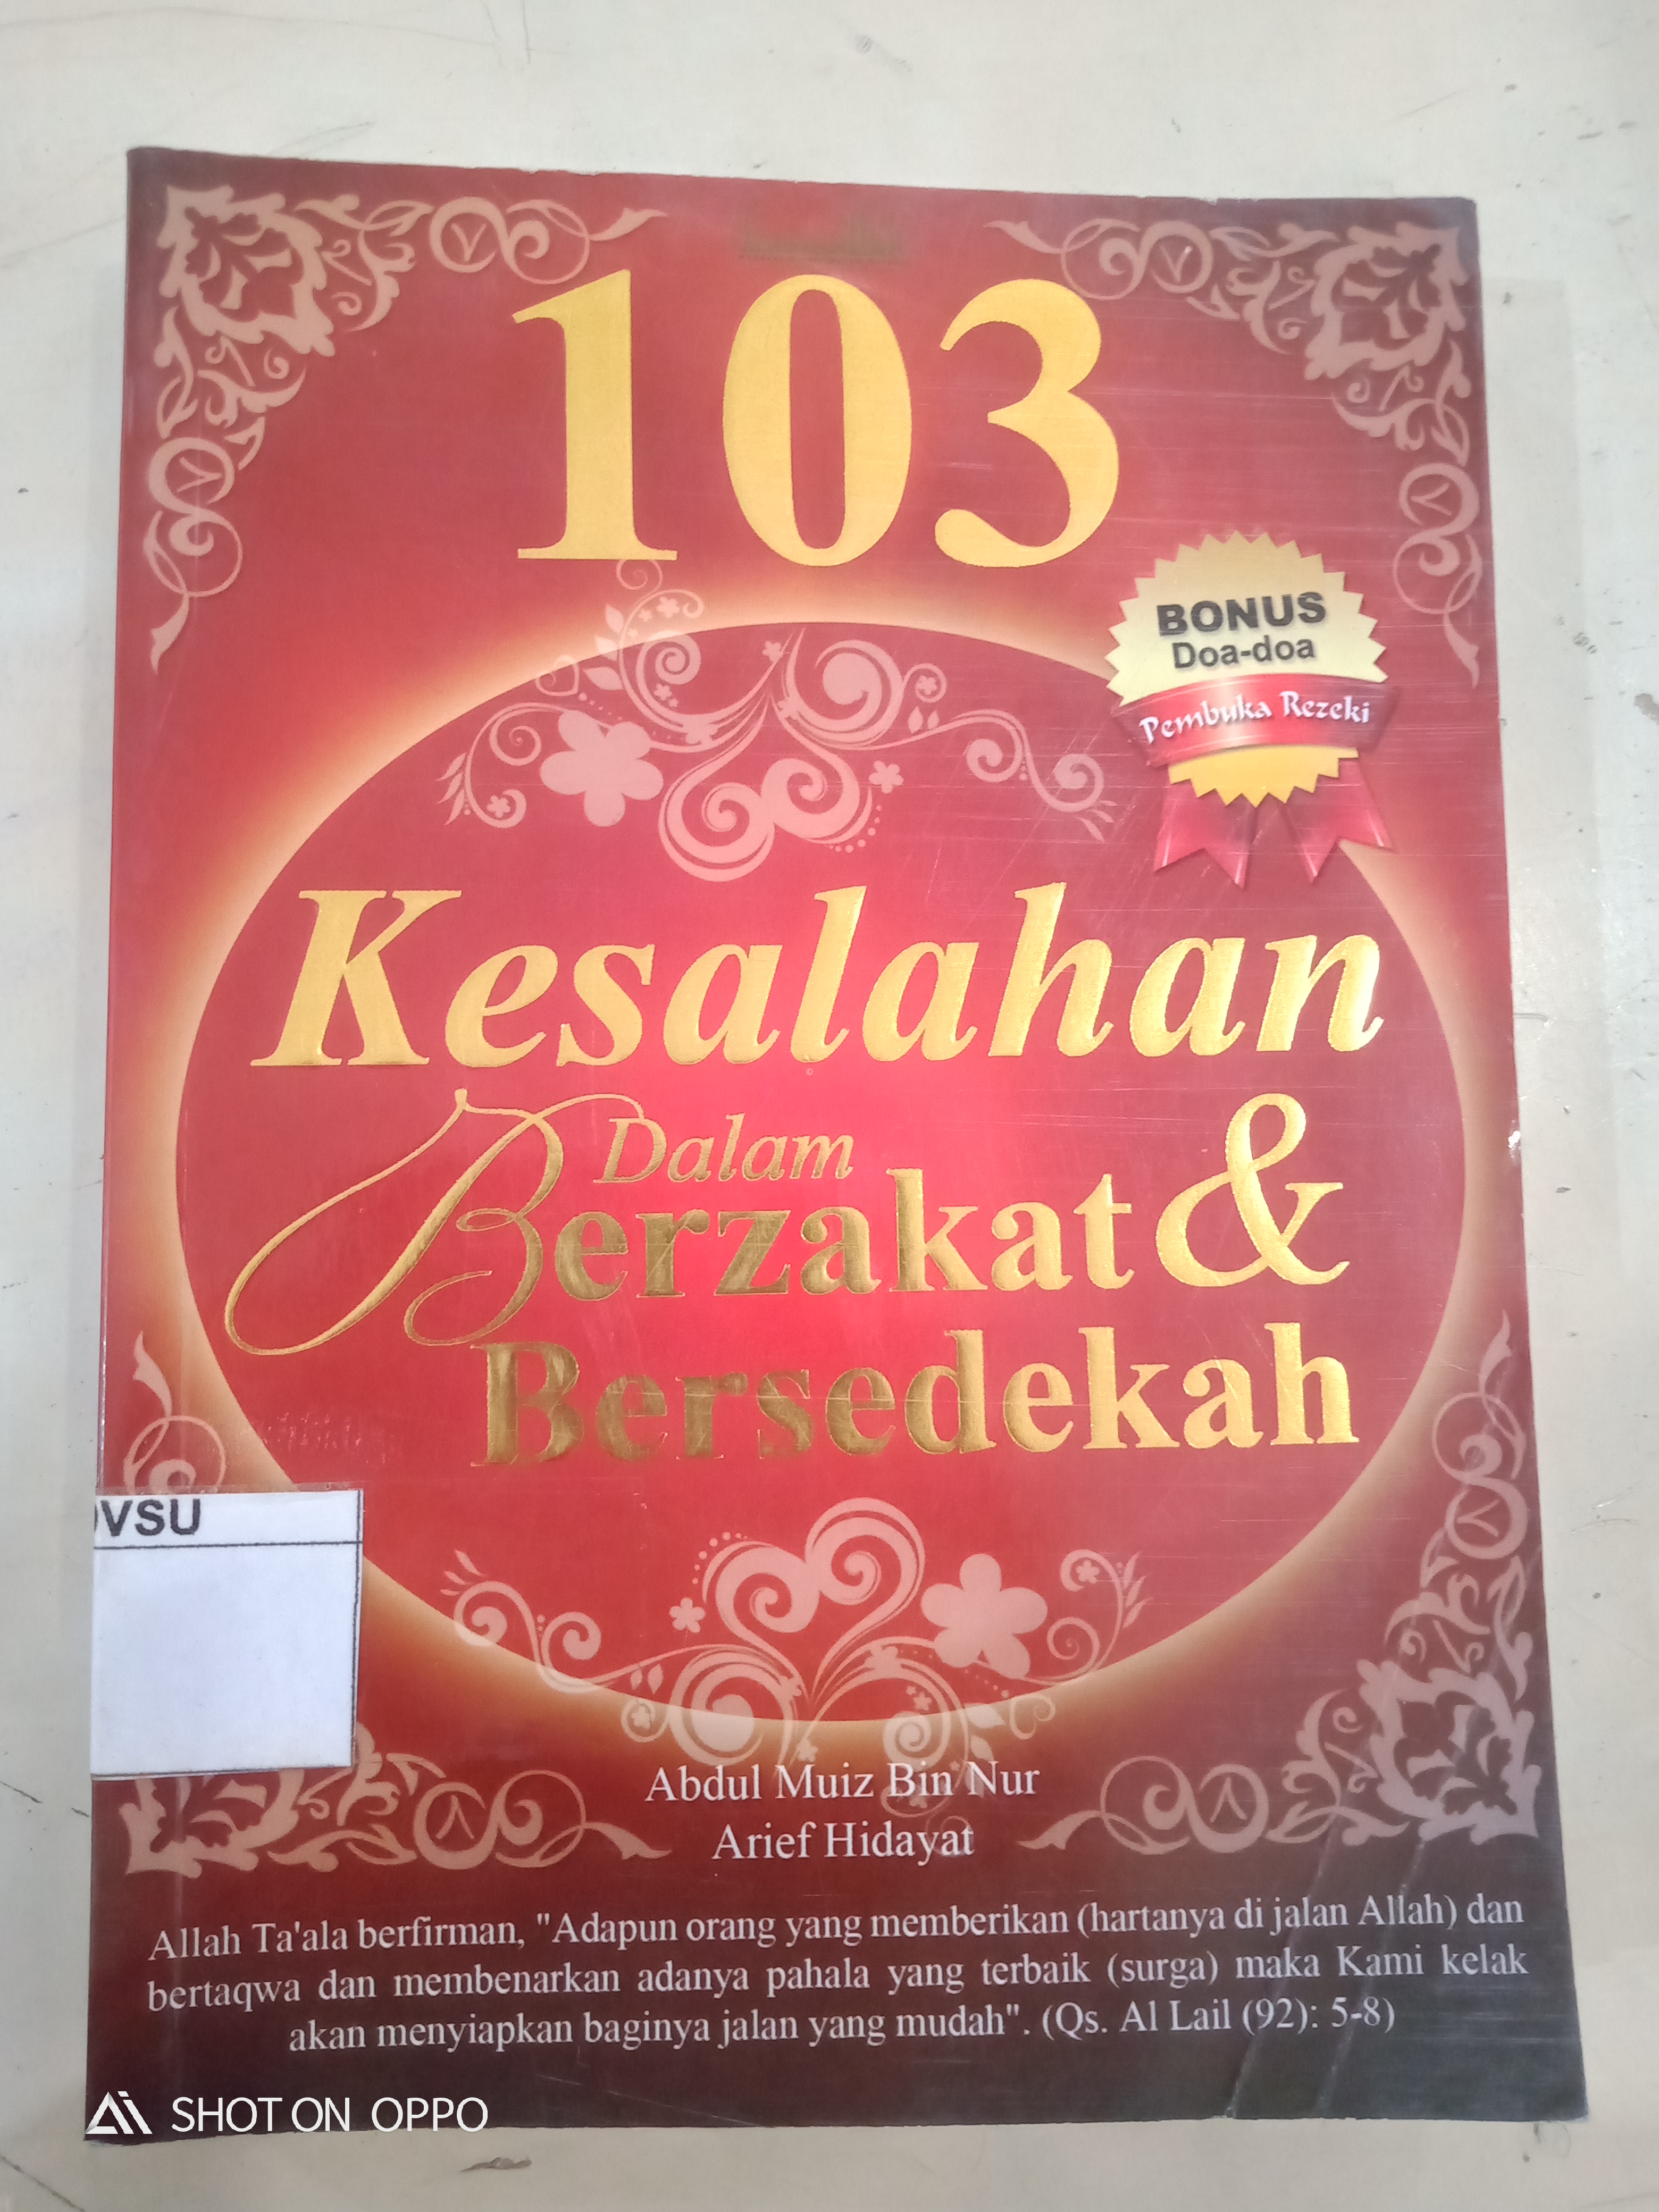 103
BONUS
Doa-doa
Pembuka Rezeki
Kesalahan
Dalam
Berzakat &
Bersedekah
OVSU
Abdul Muiz Bin Nur
Arief Hidayat
Allah Ta'ala berfirman, "Adapun orang yang memberikan (hartanya di jalan Allah) dan
bertaqwa dan membenarkan adanya pahala yang terbaik (surga) maka Kami kelak
akan menyiapkan baginya jalan yang mudah". (Qs. Al Lail (92): 5-8)
SHOT ON OPPO